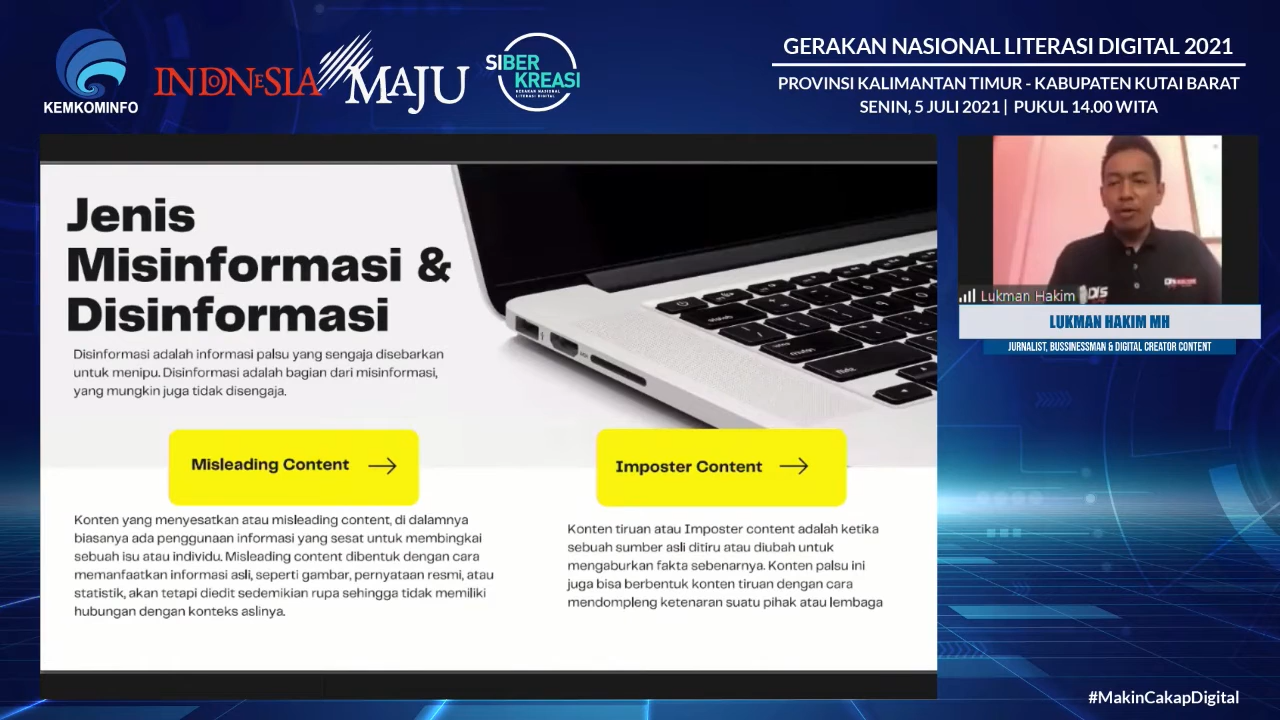 KEMKOMINFO
INDONESIA MAJU
SIBER
KREASI
GERAKAN NASIONAL
LITERASI DIGITAL
GERAKAN NASIONAL LITERASI DIGITAL 2021
PROVINSI KALIMANTAN TIMUR - KABUPATEN KUTAI BARAT
SENIN, 5 JULI 2021 | PUKUL 14.00 WITA
Jenis
Misinformasi &
Disinformasi
Disinformasi adalah informasi palsu yang sengaja disebarkan
untuk menipu. Disinformasi adalah bagian dari misinformasi,
yang mungkin juga tidak disengaja.
Misleading Content
Konten yang menyesatkan atau misleading content, di dalamnya
biasanya ada penggunaan informasi yang sesat untuk membingkai
sebuah isu atau individu. Misleading content dibentuk dengan cara
memanfaatkan informasi asli, seperti gambar, pernyataan resmi, atau
statistik, akan tetapi diedit sedemikian rupa sehingga tidak memiliki
hubungan dengan konteks aslinya.
Imposter Content
Konten tiruan atau Imposter content adalah ketika
sebuah sumber asli ditiru atau diubah untuk
mengaburkan fakta sebenarnya. Konten palsu ini
juga bisa berbentuk konten tiruan dengan cara
mendompleng ketenaran suatu pihak atau lembaga
Lukman Hakim
LUKMAN HAKIM MH
JURNALIST, BUSSINESSMAN & DIGITAL CREATOR CONTENT
#MakinCakapDigital